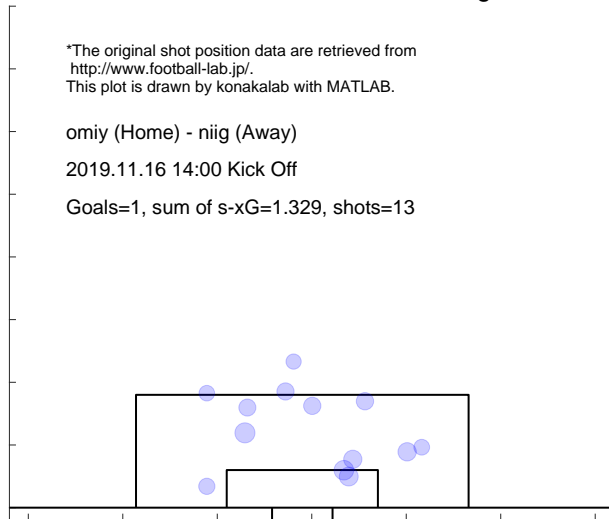 *The original shot position data are retrieved from
http://www.football-lab.jp/.
This plot is drawn by konakalab with MATLAB.
omiy (Home) - niig (Away)
2019.11.16 14:00 Kick Off
Goals=1, sum of s-xG=1.329, shots=13